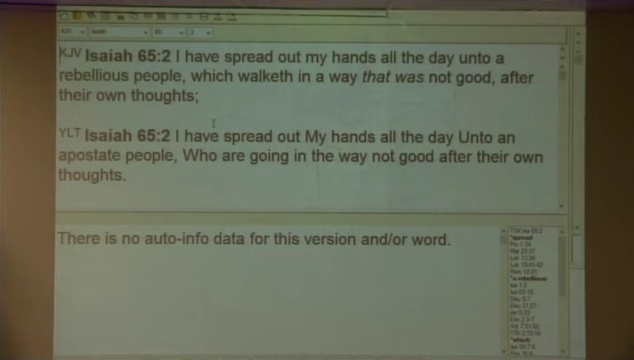 KJV Isaiah 65:2 I have spread out my hands all the day unto a
rebellious people, which walketh in a way that was not good, after
their own thoughts;
YLT Isaiah 65:2 I have spread out My hands all the day Unto an
apostate people, Who are going in the way not good after their own
thoughts.
There is no auto-info data for this version and/or word.